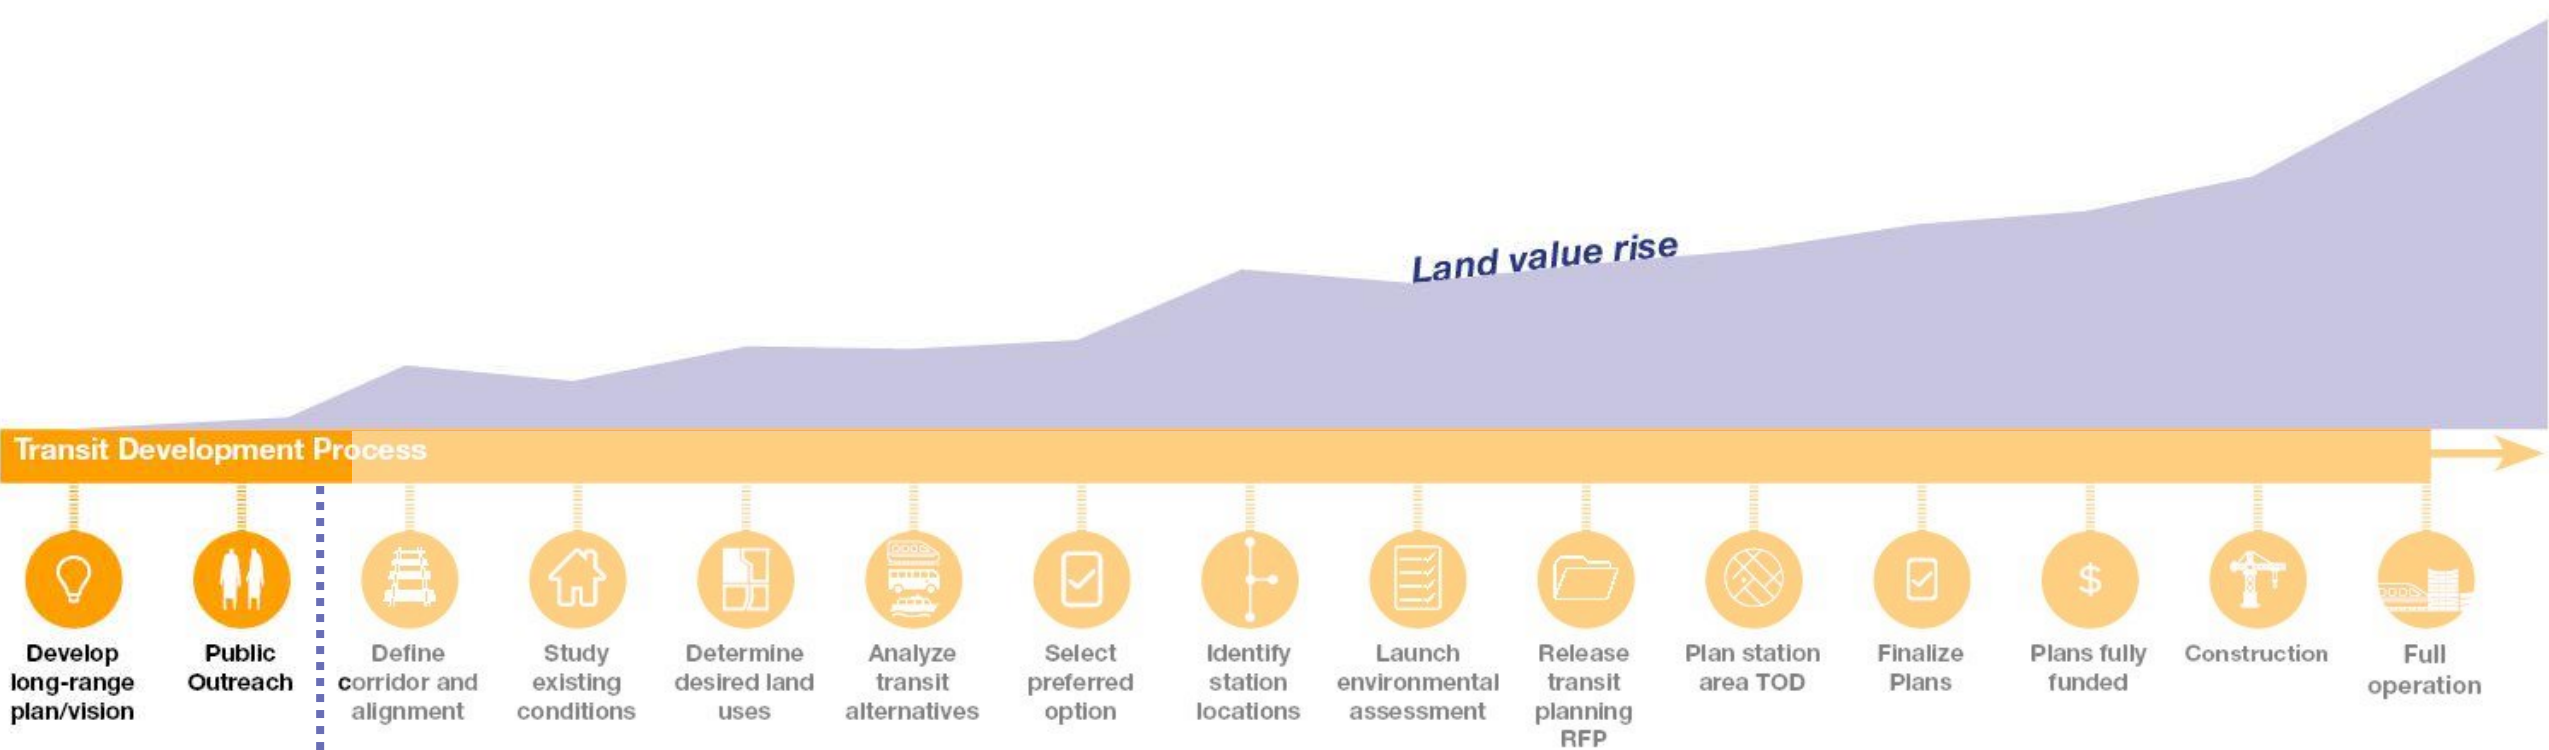 Land value rise
Transit Development Process
Develop
long-range
plan/vision
Public
Outreach
Define
corridor and
alignment
Study
existing
conditions
Determine
desired land
uses
Analyze
transit
alternatives
Select
preferred
option
Identify
station
locations
Launch
environmental
assessment
Release
transit
planning
RFP
Plan station
area TOD
Finalize
Plans
$
Plans fully
funded
Construction
Full
operation